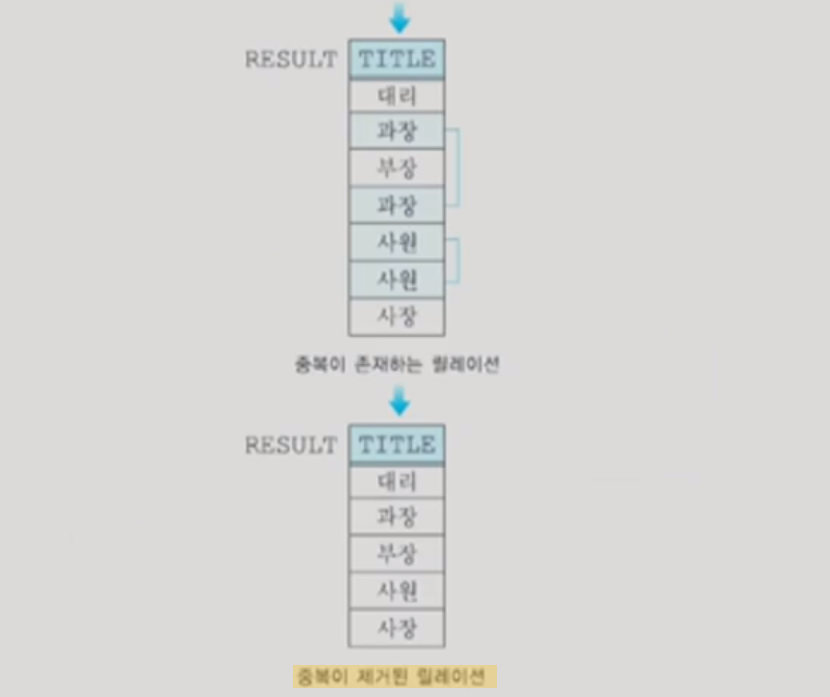 RESULT TITLE
대리
과장
부장
과장
사원
사원
사장
중복이 존재하는 릴레이션
RESULT TITLE
대리
과장
부장
사원
사장
중복이 제거된 릴레이션